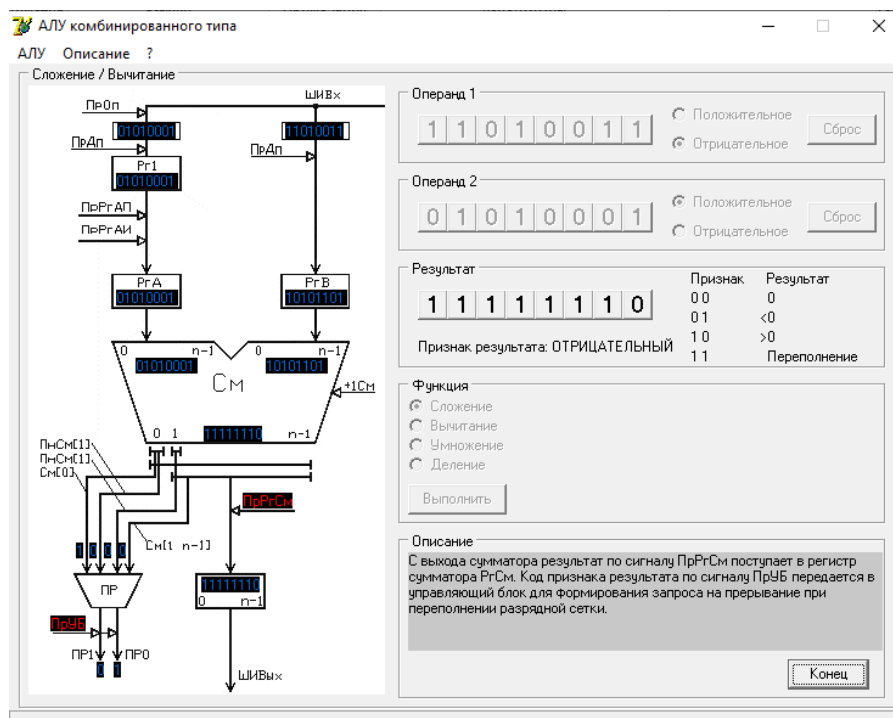 АЛУ комбинированного типа
АЛУ Описание ?
Сложение / Вычитание
ШИВх
ПрОп
01010001
11010011
ПрДп
ПрДп
Рг1
01010001
ПрРгАП
ПрРгАИ
РгА
01010001
РгВ
10101101
0 n-1 0 n-1
01010001 10101101
См
+1См
0 1 11111110 n-1
ПнСм[1]
ПнСм[1]
См[0]
ПрРгСм
См[1 n-1]
1 0 0 0
ПР
11111110
0 n-1
ПрУБ
ПР1 ПР0
0 1
ШИВых
Операнд 1
1 1 0 1 0 0 1 1
Положительное
Отрицательное
Сброс
Операнд 2
0 1 0 1 0 0 0 1
Положительное
Отрицательное
Сброс
Результат
1 1 1 1 1 1 1 0
Признак результата: ОТРИЦАТЕЛЬНЫЙ
Признак Результат
0 0 0
0 1 <0
1 0 >0
1 1 Переполнение
Функция
Сложение
Вычитание
Умножение
Деление
Выполнить
Описание
С выхода сумматора результат по сигналу ПрРгСм поступает в регистр
сумматора РгСм. Код признака результата по сигналу ПрУБ передается в
управляющий блок для формирования запроса на прерывание при
переполнении разрядной сетки.
Конец